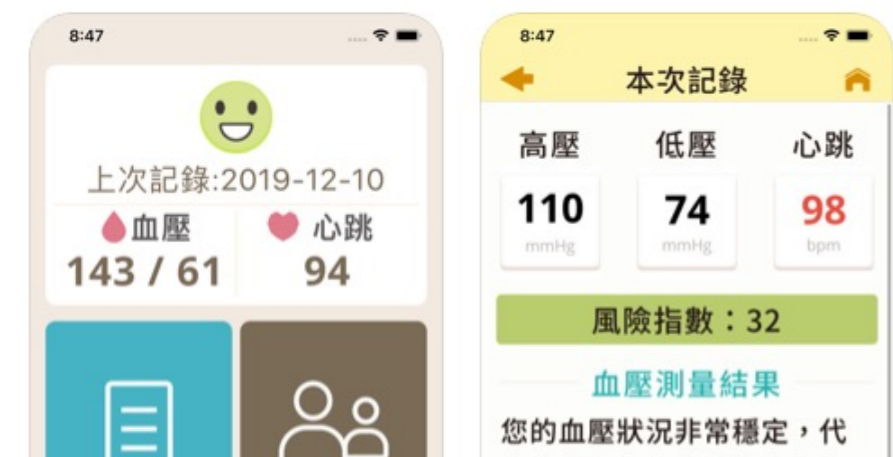 8:47
上次記錄:2019-12-10
血壓 心跳
143 / 61 94
8:47
本次記錄
高壓 低壓 心跳
110 74 98
mmHg mmHg bpm
風險指數：32
血壓測量結果
您的血壓狀況非常穩定，代